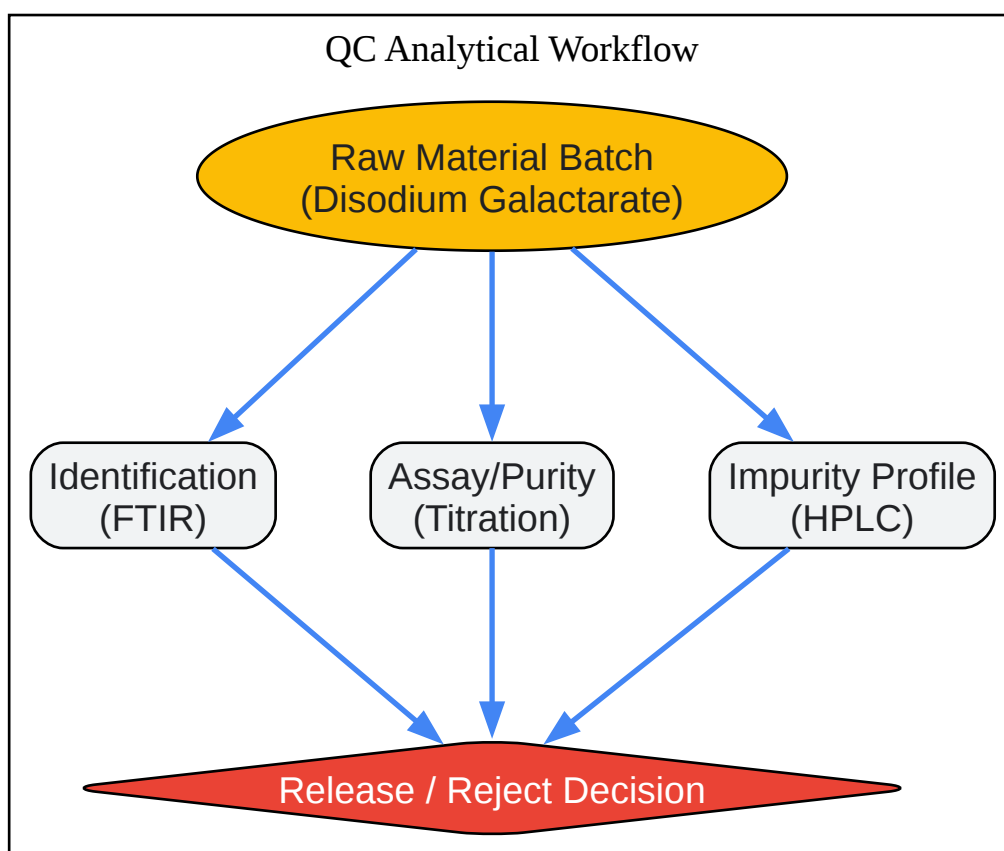 QC Analytical Workflow
Raw Material Batch
(Disodium Galactarate)
Identification
(FTIR)
Assay/Purity
(Titration)
Impurity Profile
(HPLC)
Release / Reject Decision